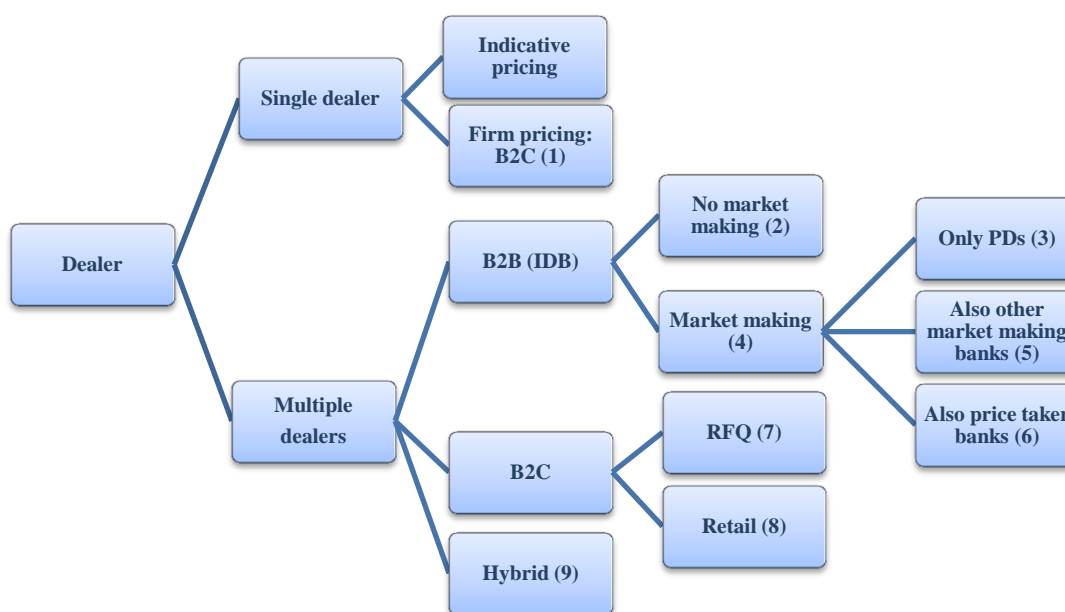 Dealer
Single dealer
Indicative
pricing
Firm pricing:
B2C (1)
Multiple
dealers
B2B (IDB)
No market
making (2)
Market making
(4)
Only PDs (3)
Also other
market making
banks (5)
Also price taker
banks (6)
B2C
RFQ (7)
Retail (8)
Hybrid (9)